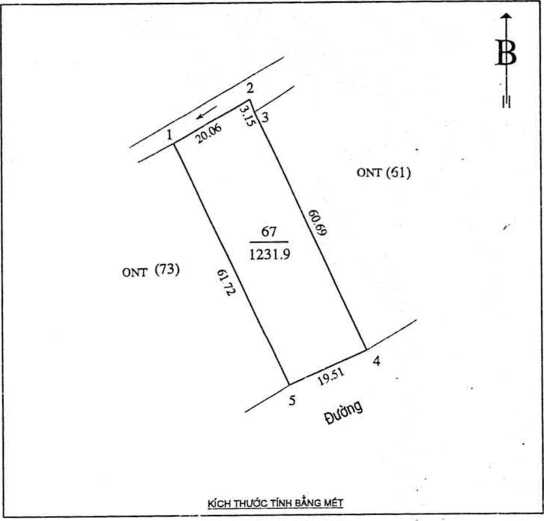 B
2
1
3
3.15
20.06
ONT (61)
67
1231.9
60.69
ONT (73)
61.72
4
19.51
5
Đường
KÍCH THƯỚC TÍNH BẰNG MÉT